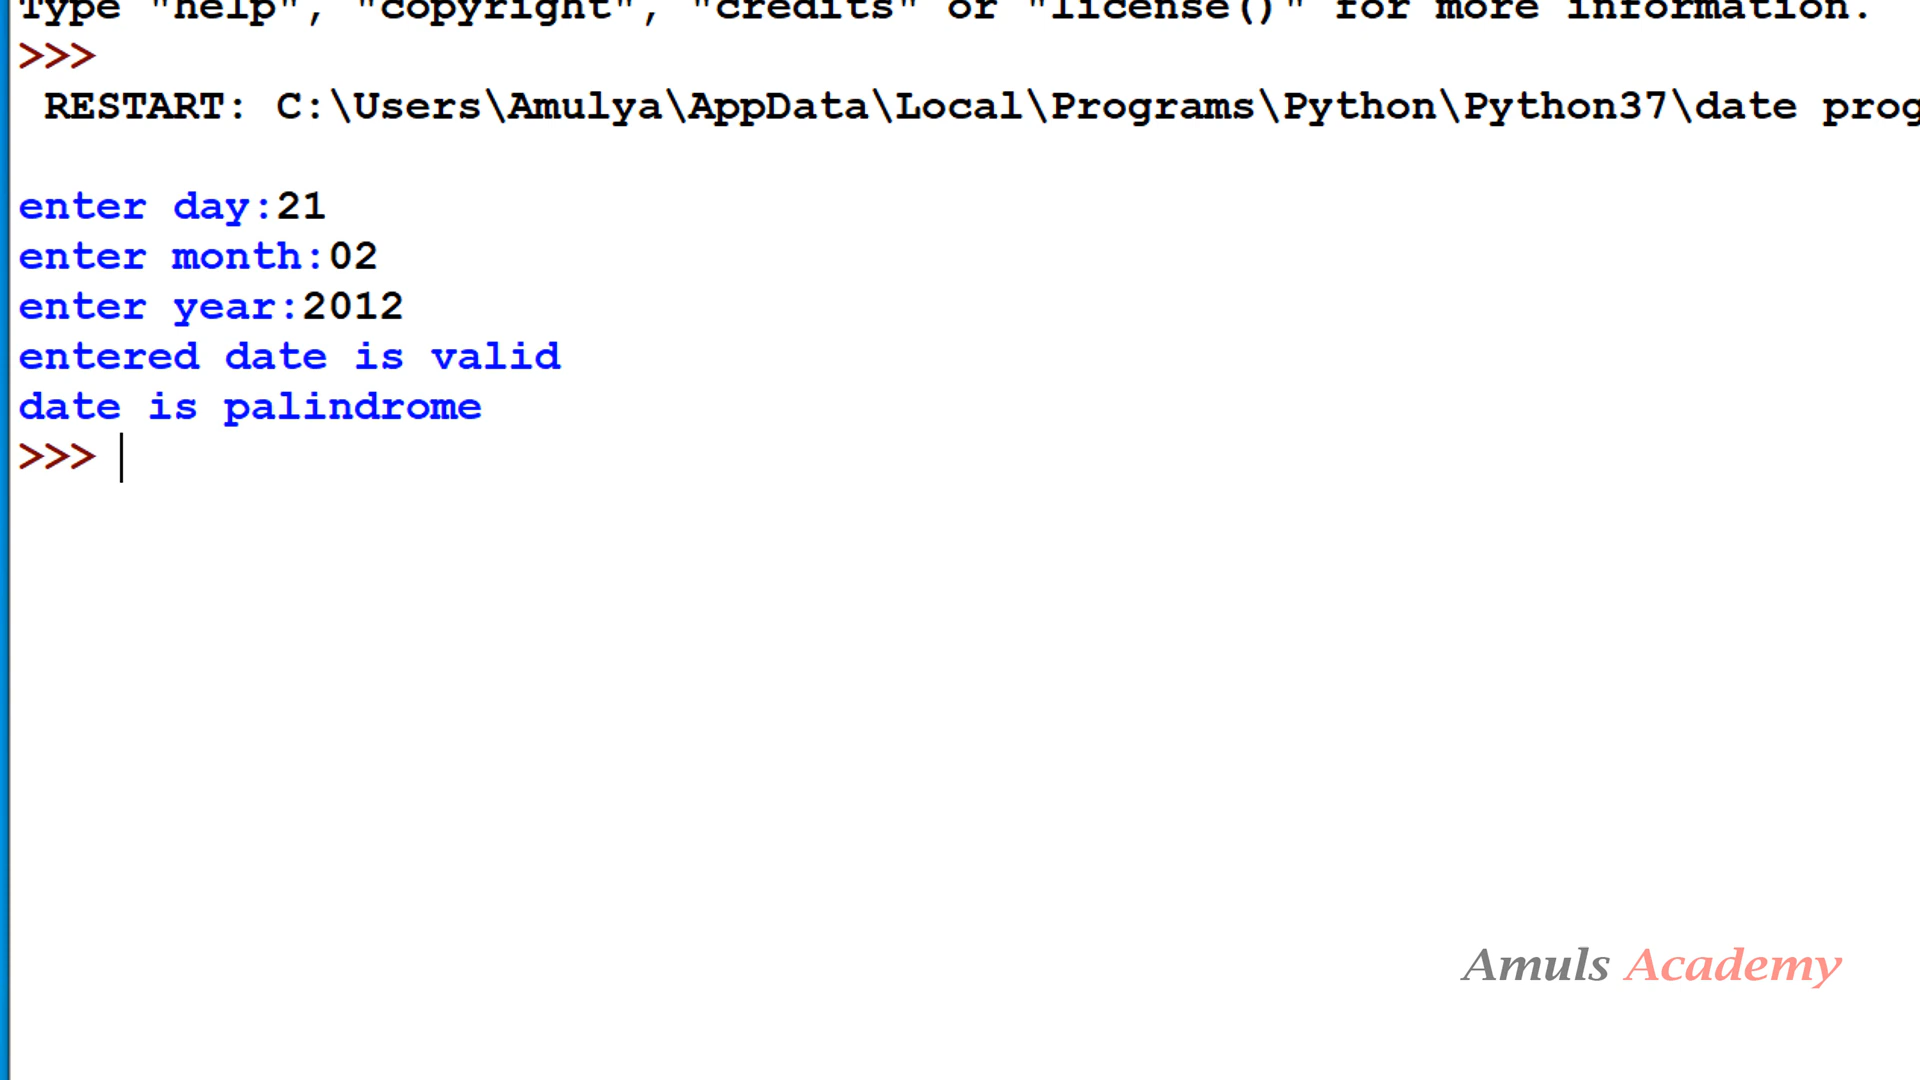 Type "help", "copyright", "credits" or "license()" for more information.
>>>
RESTART: C:\Users\Amulya\AppData\Local\Programs\Python\Python37\date prog
enter day:21
enter month:02
enter year:2012
entered date is valid
date is palindrome
>>>
Amuls Academy